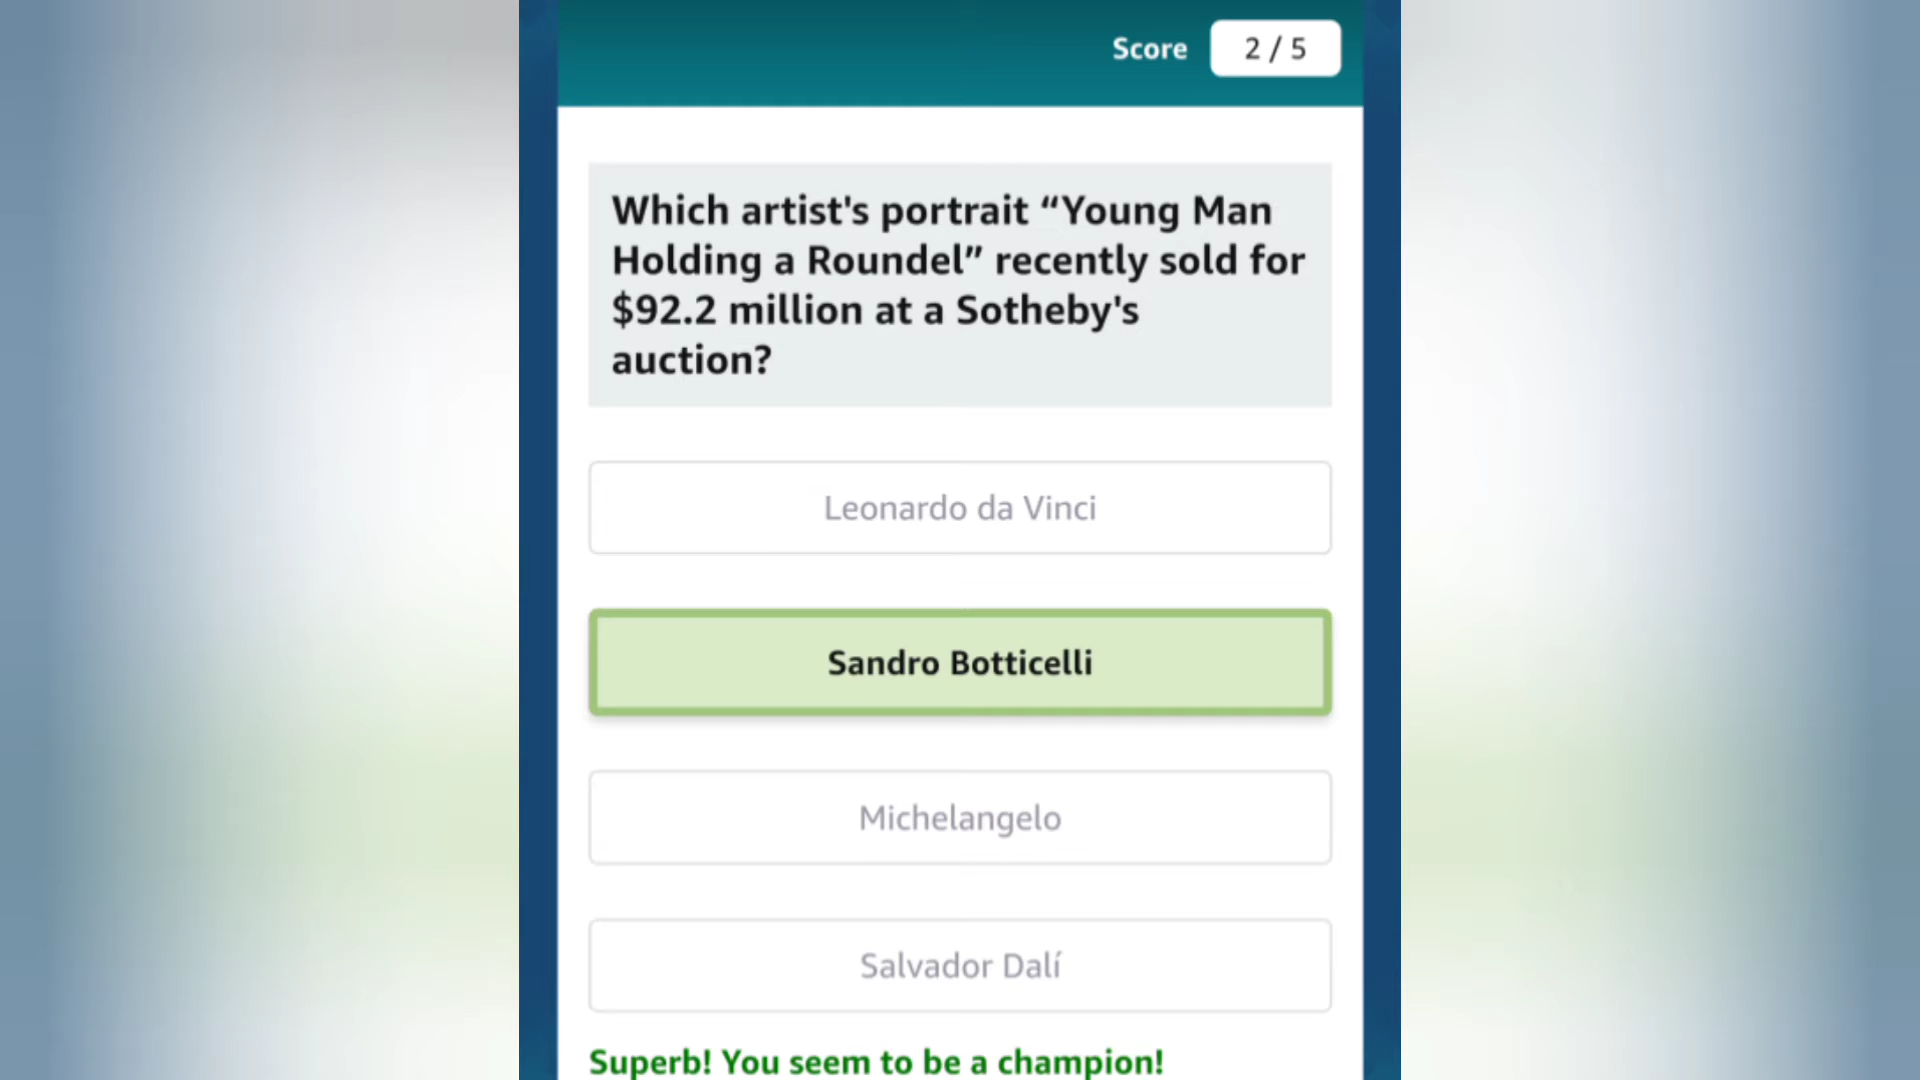 Score 2 / 5
Which artist's portrait “Young Man
Holding a Roundel” recently sold for
$92.2 million at a Sotheby's
auction?
Leonardo da Vinci
Sandro Botticelli
Michelangelo
Salvador Dalí
Superb! You seem to be a champion!